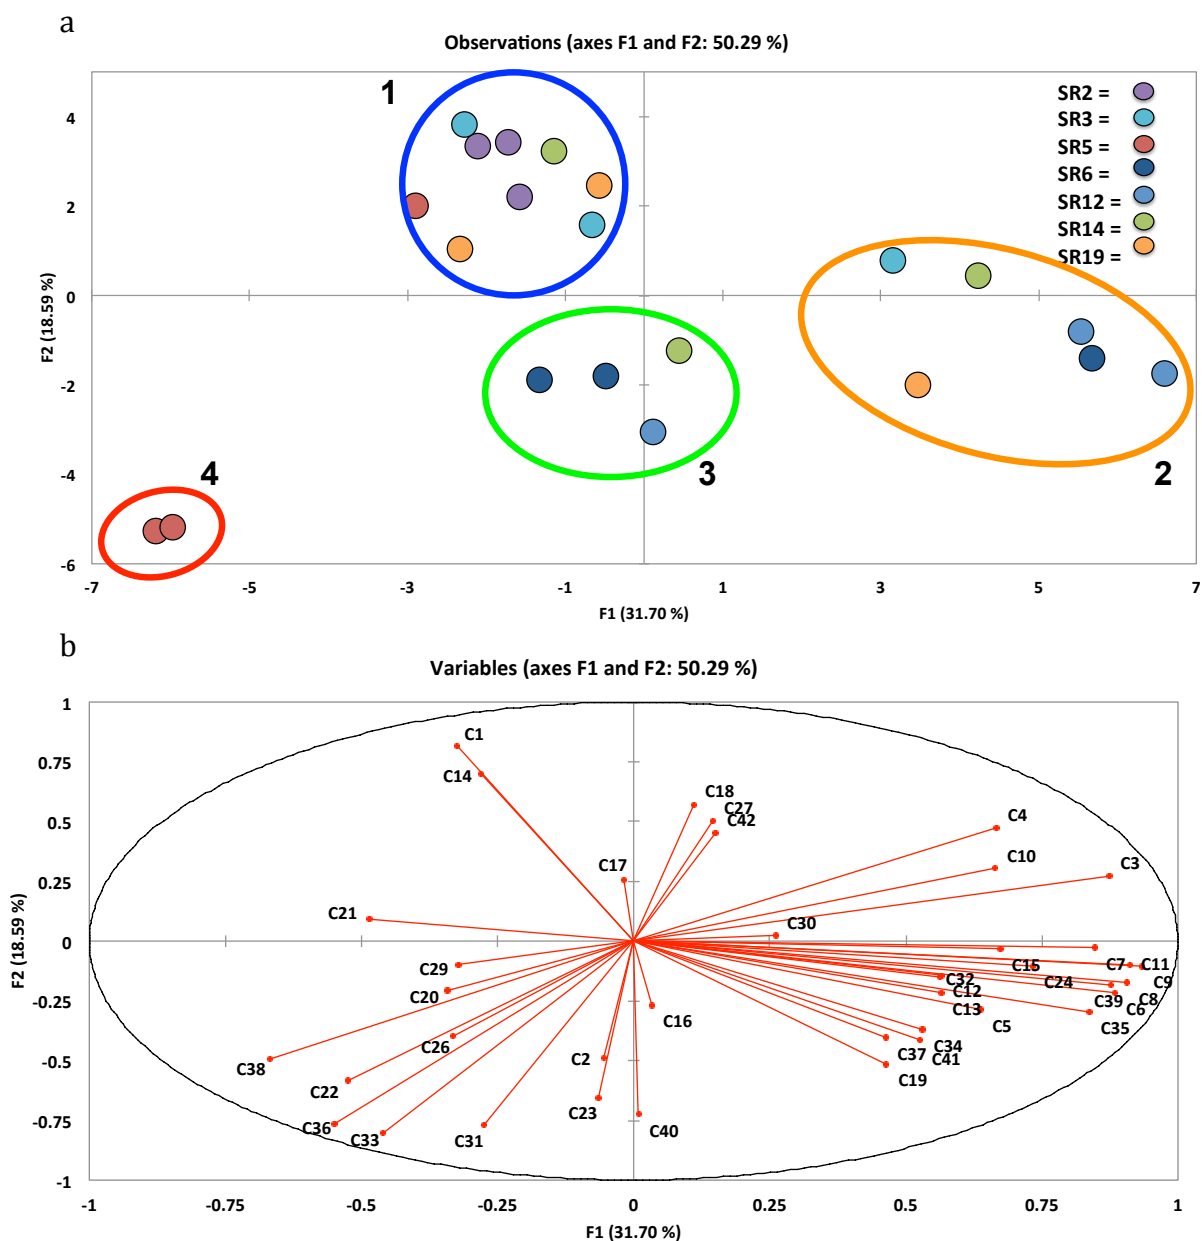 a
Observations (axes F1 and F2: 50.29 %)
1
SR2 =
SR3 =
SR5 =
SR6 =
SR12 =
SR14 =
SR19 =
4
2
0
-2
-4
-6
F2 (18.59 %)
4
3
2
-7
-5
-3
-1
1
3
5
7
F1 (31.70 %)
b
Variables (axes F1 and F2: 50.29 %)
1
0.75
0.5
0.25
0
-0.25
-0.5
-0.75
-1
F2 (18.59 %)
C1
C14
C18
C27
C42
C4
C10
C3
C17
C21
C30
C29
C20
C15
C7
C11
C32
C24
C9
C12
C39
C8
C16
C13
C6
C5
C35
C26
C34
C37
C41
C38
C2
C19
C22
C23
C36
C33
C31
C40
-1
-0.75
-0.5
-0.25
0
0.25
0.5
0.75
1
F1 (31.70 %)